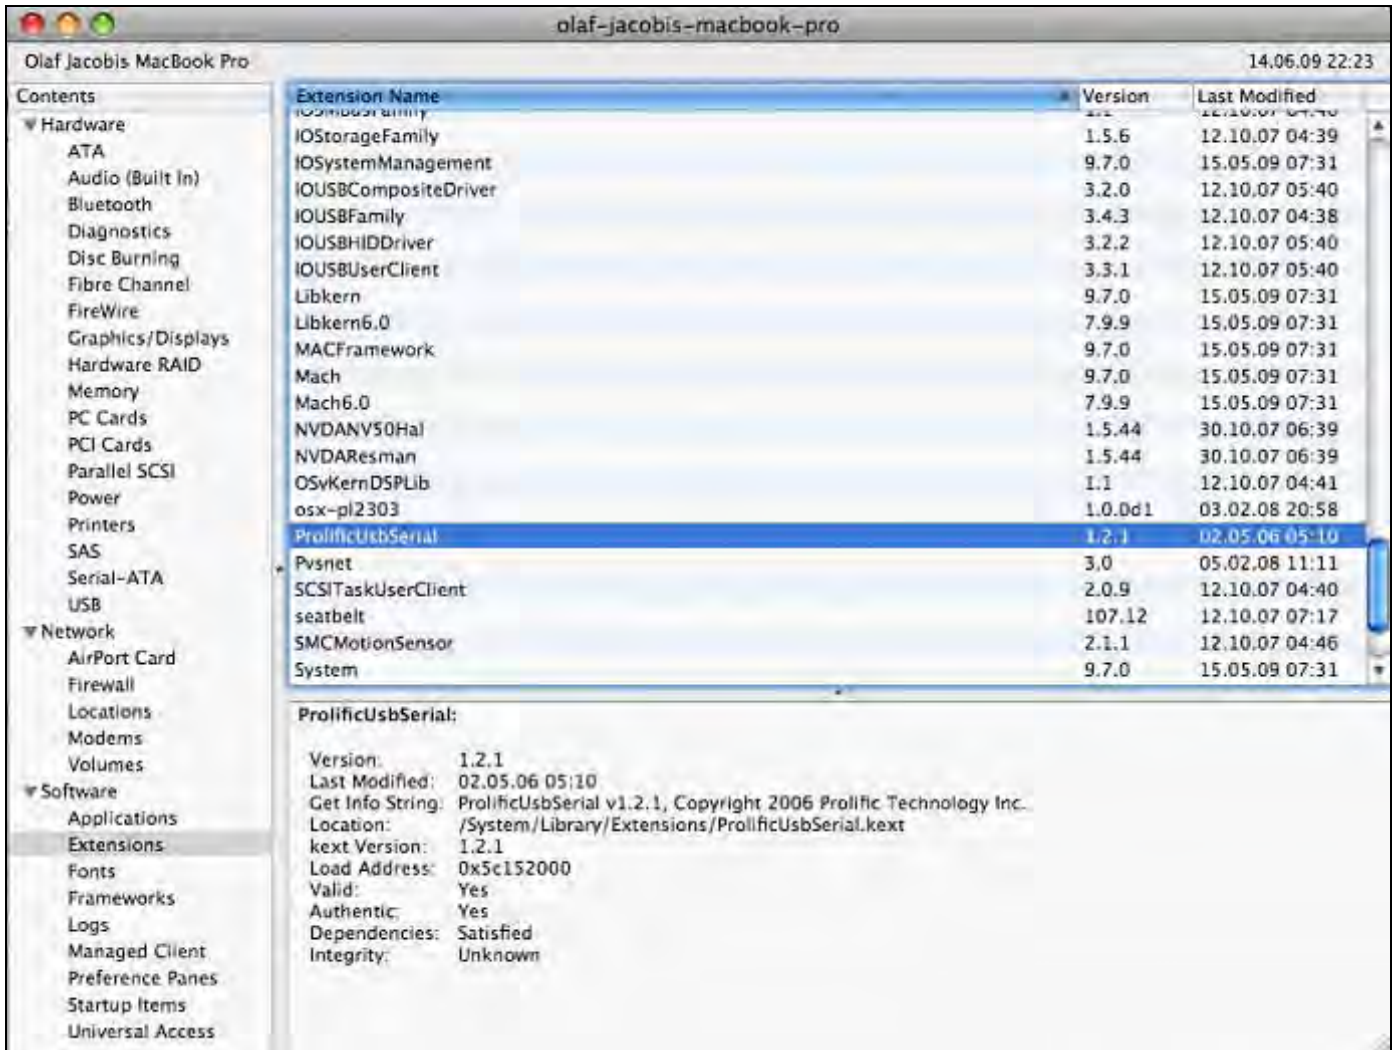 olaf-jacobis-macbook-pro
Olaf Jacobis MacBook Pro 14.06.09 22:23
Contents
Hardware
ATA
Audio (Built In)
Bluetooth
Diagnostics
Disc Burning
Fibre Channel
FireWire
Graphics/Displays
Hardware RAID
Memory
PC Cards
PCI Cards
Parallel SCSI
Power
Printers
SAS
Serial-ATA
USB
Network
AirPort Card
Firewall
Locations
Modems
Volumes
Software
Applications
Extensions
Fonts
Frameworks
Logs
Managed Client
Preference Panes
Startup Items
Universal Access
Extension Name Version Last Modified
IOStorageFamily 1.5.6 12.10.07 04:39
IOSystemManagement 9.7.0 15.05.09 07:31
IOUSBCompositeDriver 3.2.0 12.10.07 05:40
IOUSBFamily 3.4.3 12.10.07 04:38
IOUSBHIDDriver 3.2.2 12.10.07 05:40
IOUSBUserClient 3.3.1 12.10.07 05:40
Libkern 9.7.0 15.05.09 07:31
Libkern6.0 7.9.9 15.05.09 07:31
MACFramework 9.7.0 15.05.09 07:31
Mach 9.7.0 15.05.09 07:31
Mach6.0 7.9.9 15.05.09 07:31
NVDANV50Hal 1.5.44 30.10.07 06:39
NVDAResman 1.5.44 30.10.07 06:39
OSvKernDSPLib 1.1 12.10.07 04:41
osx-pl2303 1.0.0d1 03.02.08 20:58
ProlificUsbSerial 1.2.1 02.05.06 05:10
Pvsnet 3.0 05.02.08 11:11
SCSITaskUserClient 2.0.9 12.10.07 04:40
seatbelt 107.12 12.10.07 07:17
SMCMotionSensor 2.1.1 12.10.07 04:46
System 9.7.0 15.05.09 07:31
ProlificUsbSerial:
Version: 1.2.1
Last Modified: 02.05.06 05:10
Get Info String: ProlificUsbSerial v1.2.1, Copyright 2006 Prolific Technology Inc.
Location: /System/Library/Extensions/ProlificUsbSerial.kext
kext Version: 1.2.1
Load Address: 0x5c152000
Valid: Yes
Authentic: Yes
Dependencies: Satisfied
Integrity: Unknown